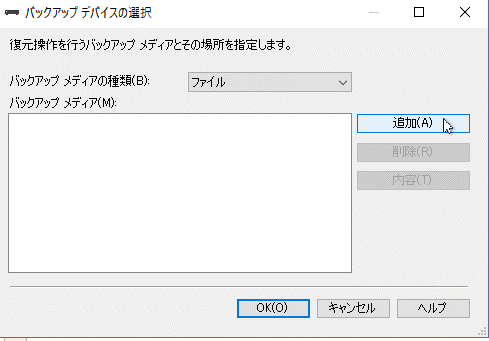 バックアップ デバイスの選択
復元操作を行うバックアップ メディアとその場所を指定します。
バックアップ メディアの種類(B):
ファイル
バックアップ メディア(M):
追加(A)
削除(R)
内容(T)
OK(O)
キャンセル
ヘルプ